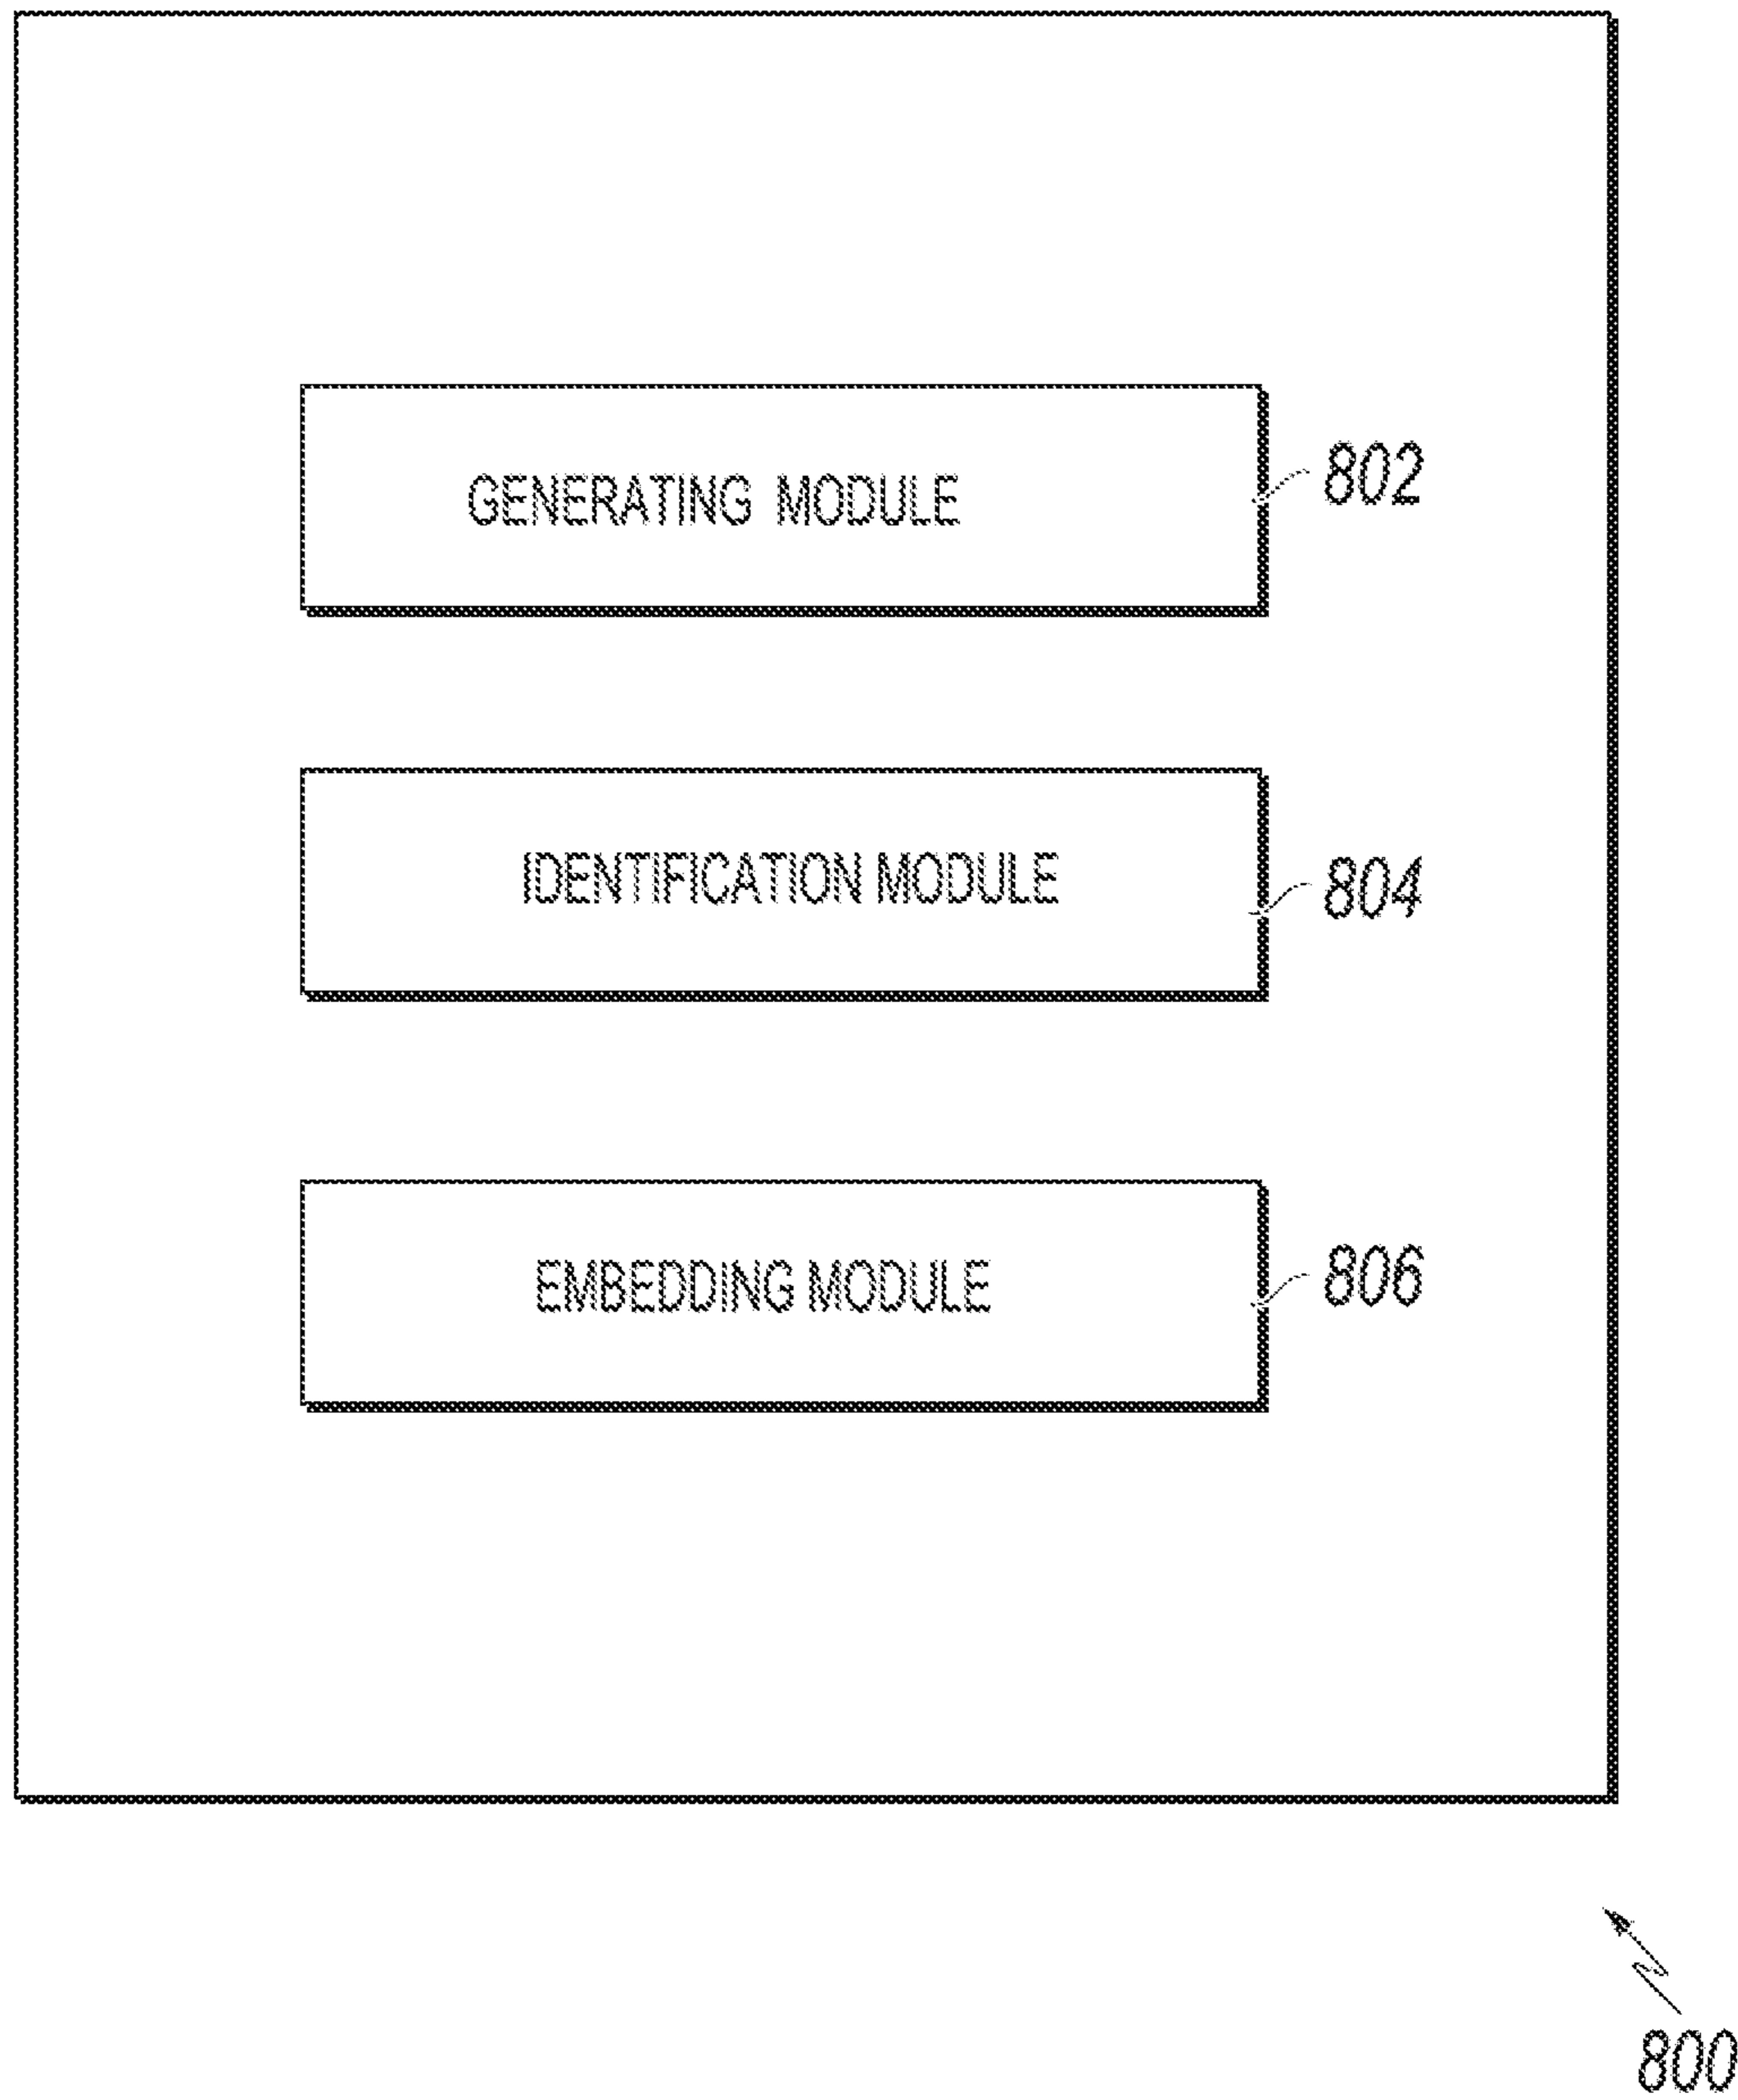 GENERATING MODULE
802
IDENTIFICATION MODULE
804
EMBEDDING MODULE
806
800